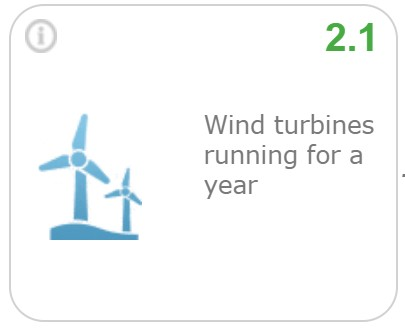 2.1
Wind turbines
running for a
year